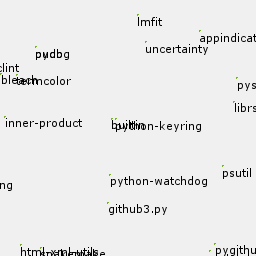 lmfit
appindicat
uncertainty
pudbg
clint
bleach
termcolor
pys
librs
inner-product
python-keyring
psutil
ng
python-watchdog
github3.py
html-xml-utils
pygithu